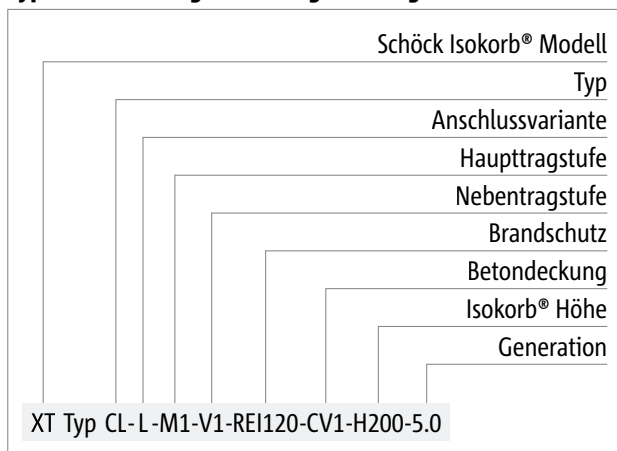 Schöck Isokorb® Modell
Typ
Anschlussvariante
Haupttragstufe
Nebentragstufe
Brandschutz
Betondeckung
Isokorb® Höhe
Generation
XT Typ CL- L -M1-V1-REI120-CV1-H200-5.0